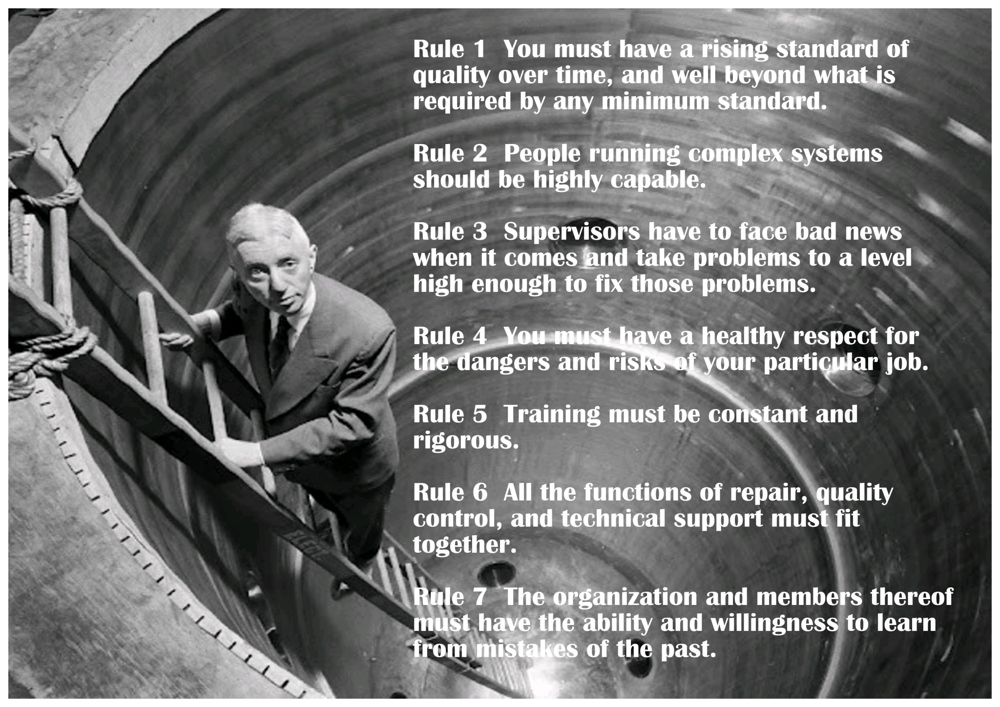 Rule 1 You must have a rising standard of
quality over time, and well beyond what is
required by any minimum standard.
Rule 2 People running complex systems
should be highly capable.
Rule 3 Supervisors have to face bad news
when it comes and take problems to a level
high enough to fix those problems.
Rule 4 You must have a healthy respect for
the dangers and risks of your particular job.
Rule
Rule 5 Training must be constant and
rigorous.
Rule 6 All the functions of repair, quality
control, and technical support must fit
together.
Rule 7 The organization and members thereof
must have the ability and willingness to learn
from mistakes of the past.